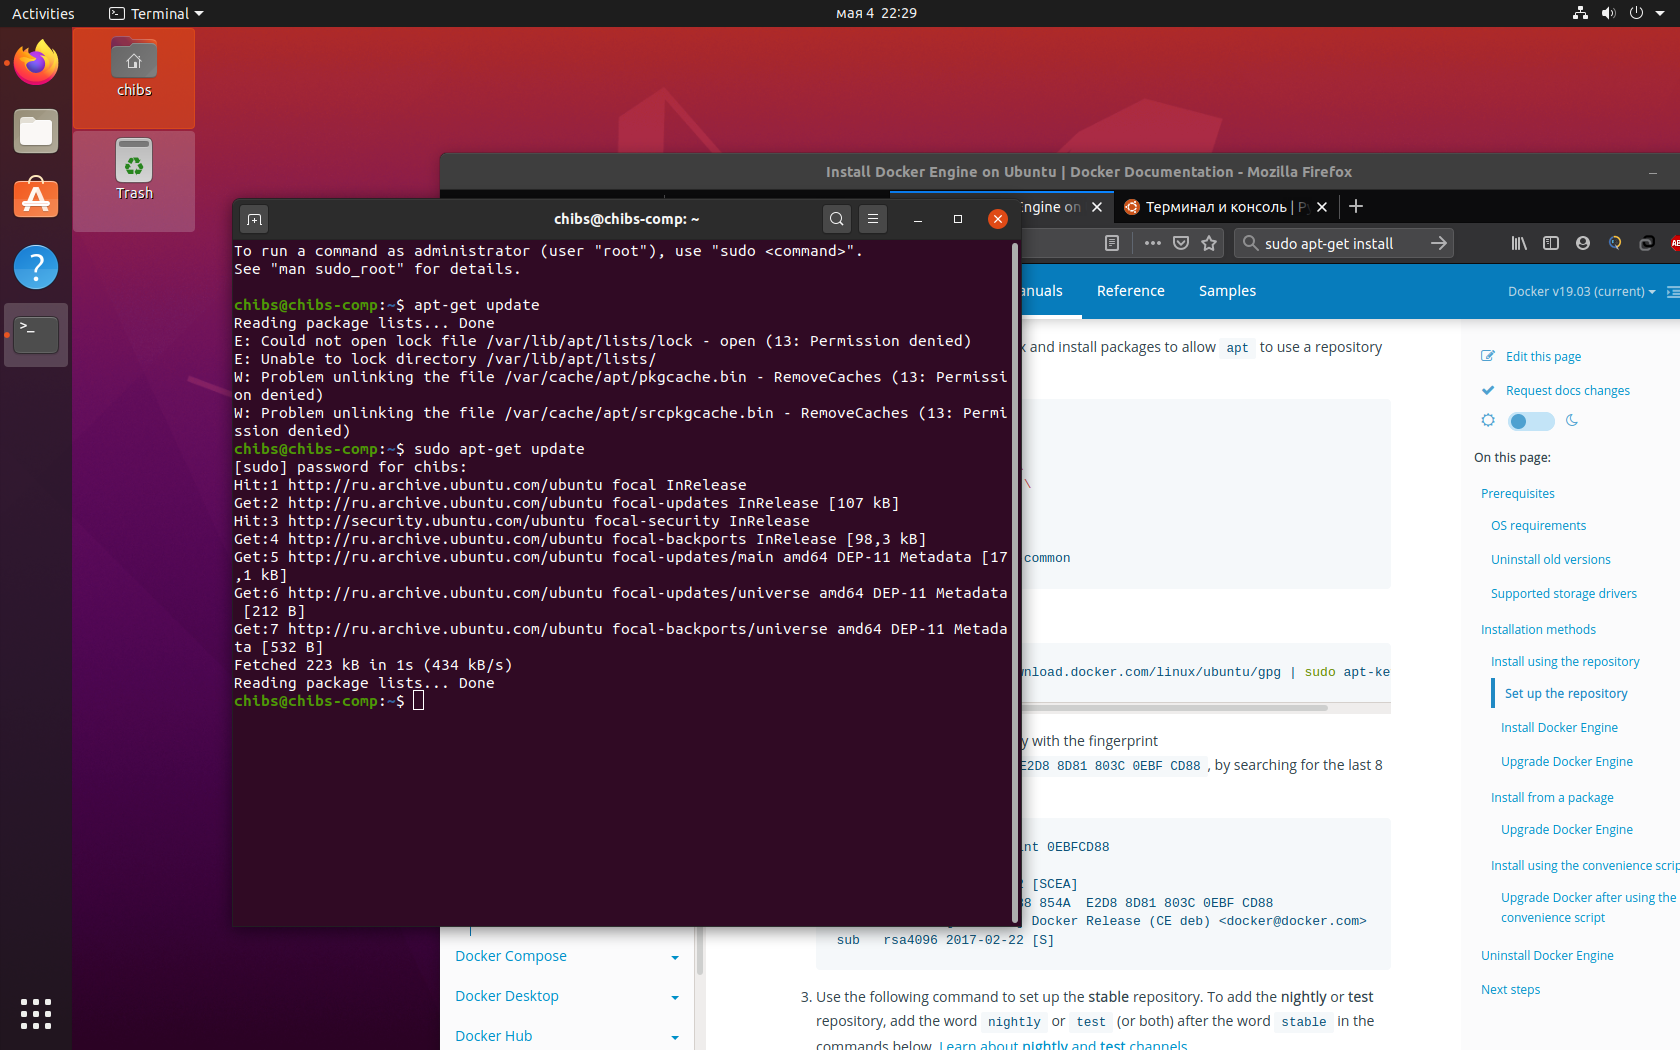 Activities
Terminal
мая 4 22:29
chibs
Trash
Install Docker Engine on Ubuntu | Docker Documentation - Mozilla Firefox
Engine on
Терминал и консоль |
sudo apt-get install
chibs@chibs-comp: ~
To run a command as administrator (user "root"), use "sudo <command>".
See "man sudo_root" for details.
chibs@chibs-comp:~$ apt-get update
Reading package lists... Done
E: Could not open lock file /var/lib/apt/lists/lock - open (13: Permission denied)
E: Unable to lock directory /var/lib/apt/lists/
W: Problem unlinking the file /var/cache/apt/pkgcache.bin - RemoveCaches (13: Permissi
on denied)
W: Problem unlinking the file /var/cache/apt/srcpkgcache.bin - RemoveCaches (13: Permi
ssion denied)
chibs@chibs-comp:~$ sudo apt-get update
[sudo] password for chibs:
Hit:1 http://ru.archive.ubuntu.com/ubuntu focal InRelease
Get:2 http://ru.archive.ubuntu.com/ubuntu focal-updates InRelease [107 kB]
Hit:3 http://security.ubuntu.com/ubuntu focal-security InRelease
Get:4 http://ru.archive.ubuntu.com/ubuntu focal-backports InRelease [98,3 kB]
Get:5 http://ru.archive.ubuntu.com/ubuntu focal-updates/main amd64 DEP-11 Metadata [17
,1 kB]
Get:6 http://ru.archive.ubuntu.com/ubuntu focal-updates/universe amd64 DEP-11 Metadata
[212 B]
Get:7 http://ru.archive.ubuntu.com/ubuntu focal-backports/universe amd64 DEP-11 Metada
ta [532 B]
Fetched 223 kB in 1s (434 kB/s)
Reading package lists... Done
chibs@chibs-comp:~$
anuals
Reference
Samples
Docker v19.03 (current)
x and install packages to allow apt to use a repository
\
common
wnload.docker.com/linux/ubuntu/gpg | sudo apt-ke
y with the fingerprint
E2D8 8D81 803C 0EBF CD88 , by searching for the last 8
int 0EBFCD88
[SCEA]
38 854A E2D8 8D81 803C 0EBF CD88
Docker Release (CE deb) <docker@docker.com>
sub rsa4096 2017-02-22 [S]
3. Use the following command to set up the stable repository. To add the nightly or test
repository, add the word nightly or test (or both) after the word stable in the
commands below. Learn about nightly and test channels.
Docker Compose
Docker Desktop
Docker Hub
Edit this page
Request docs changes
On this page:
Prerequisites
OS requirements
Uninstall old versions
Supported storage drivers
Installation methods
Install using the repository
Set up the repository
Install Docker Engine
Upgrade Docker Engine
Install from a package
Upgrade Docker Engine
Install using the convenience scrip
Upgrade Docker after using the
convenience script
Uninstall Docker Engine
Next steps